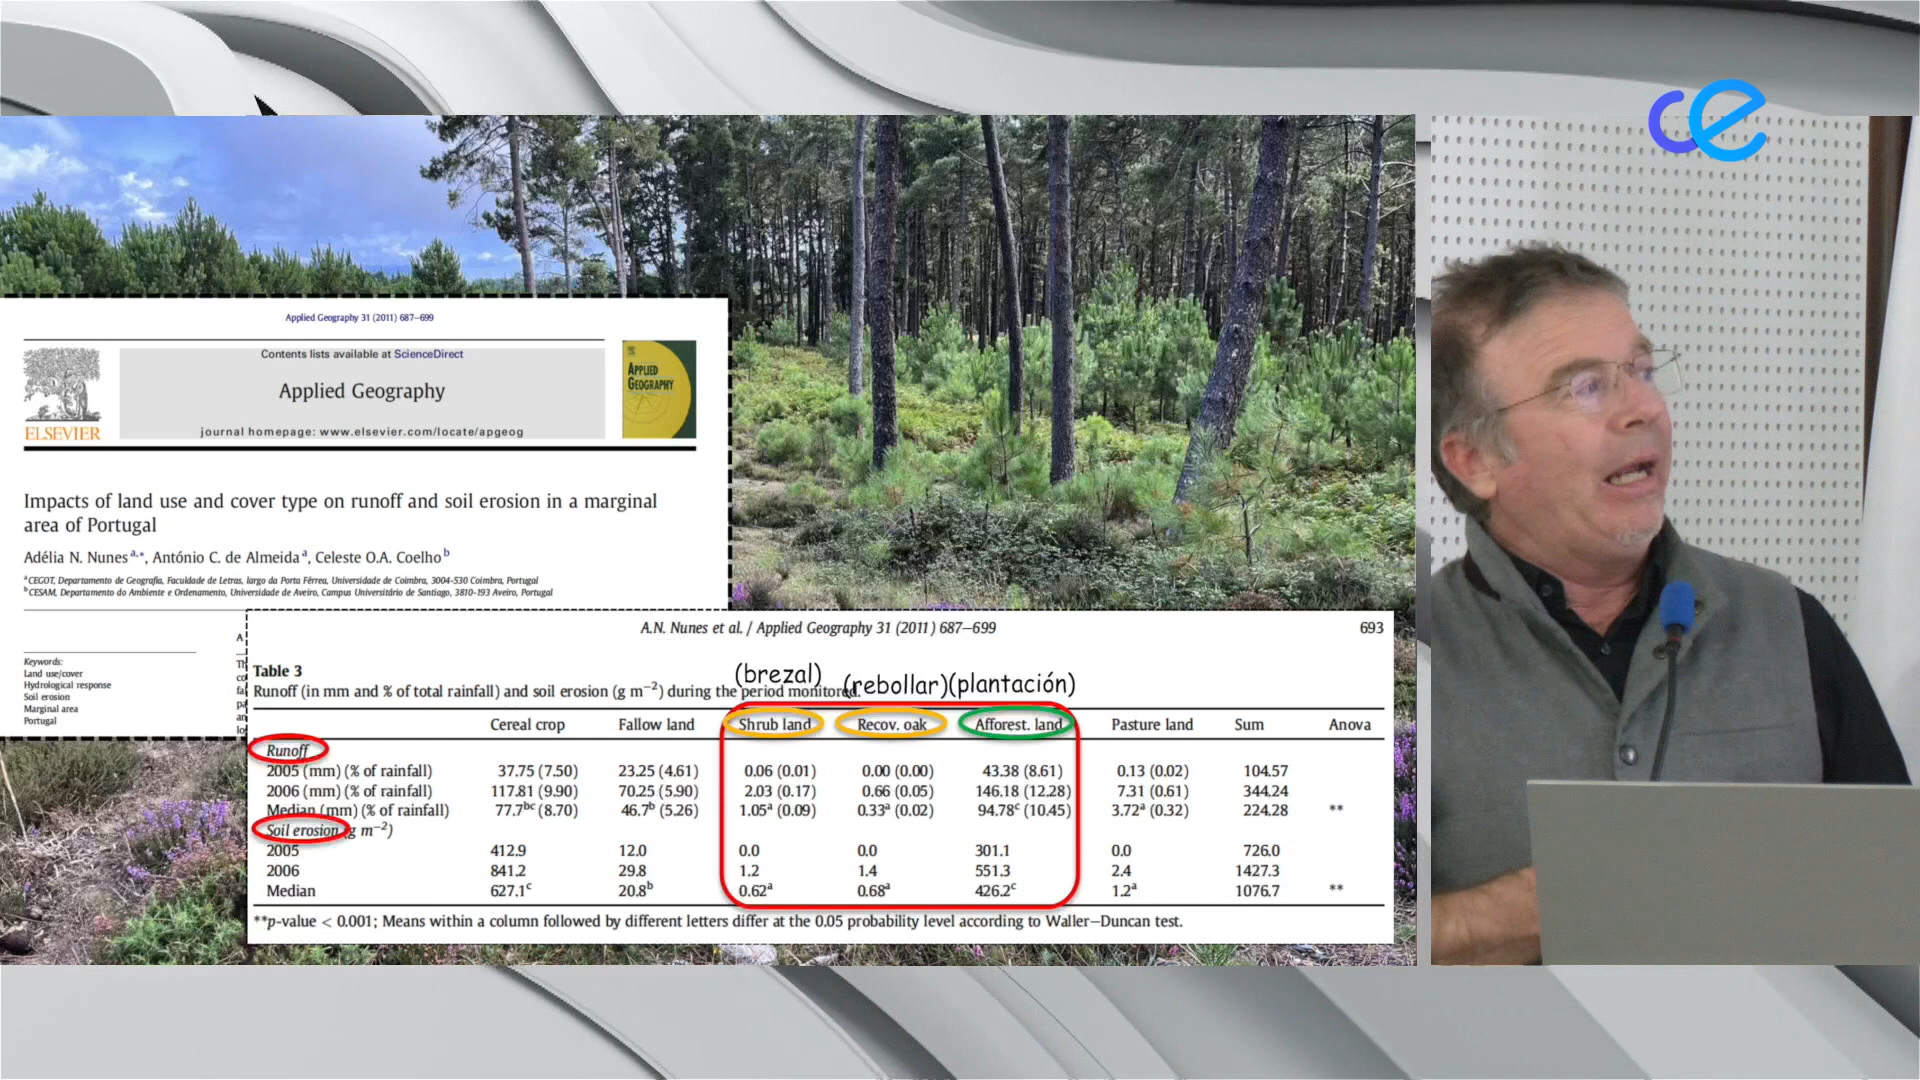 ce
Applied Geography 31 (2011) 687–699
Contents lists available at ScienceDirect
Applied Geography
journal homepage: www.elsevier.com/locate/apgeog
ELSEVIER
APPLIED
GEOGRAPHY
Impacts of land use and cover type on runoff and soil erosion in a marginal
area of Portugal
Adélia N. Nunes a,*, António C. de Almeida a, Celeste O.A. Coelho b
a CEGOT, Departamento de Geografia, Faculdade de Letras, largo da Porta Férrea, Universidade de Coimbra, 3004-530 Coimbra, Portugal
b CESAM, Departamento do Ambiente e Ordenamento, Universidade de Aveiro, Campus Universitário de Santiago, 3810-193 Aveiro, Portugal
Keywords:
Land use/cover
Hydrological response
Soil erosion
Marginal area
Portugal
A.N. Nunes et al. / Applied Geography 31 (2011) 687–699 693
Table 3
(brezal) (rebollar) (plantación)
Runoff (in mm and % of total rainfall) and soil erosion (g m−2) during the period monitored.
Cereal crop Fallow land Shrub land Recov. oak Afforest. land Pasture land Sum Anova
Runoff
2005 (mm) (% of rainfall) 37.75 (7.50) 23.25 (4.61) 0.06 (0.01) 0.00 (0.00) 43.38 (8.61) 0.13 (0.02) 104.57
2006 (mm) (% of rainfall) 117.81 (9.90) 70.25 (5.90) 2.03 (0.17) 0.66 (0.05) 146.18 (12.28) 7.31 (0.61) 344.24
Median (mm) (% of rainfall) 77.7bc (8.70) 46.7b (5.26) 1.05a (0.09) 0.33a (0.02) 94.78c (10.45) 3.72a (0.32) 224.28 **
Soil erosion (g m−2)
2005 412.9 12.0 0.0 0.0 301.1 0.0 726.0
2006 841.2 29.8 1.2 1.4 551.3 2.4 1427.3
Median 627.1c 20.8b 0.62a 0.68a 426.2c 1.2a 1076.7 **
**p-value < 0.001; Means within a column followed by different letters differ at the 0.05 probability level according to Waller–Duncan test.